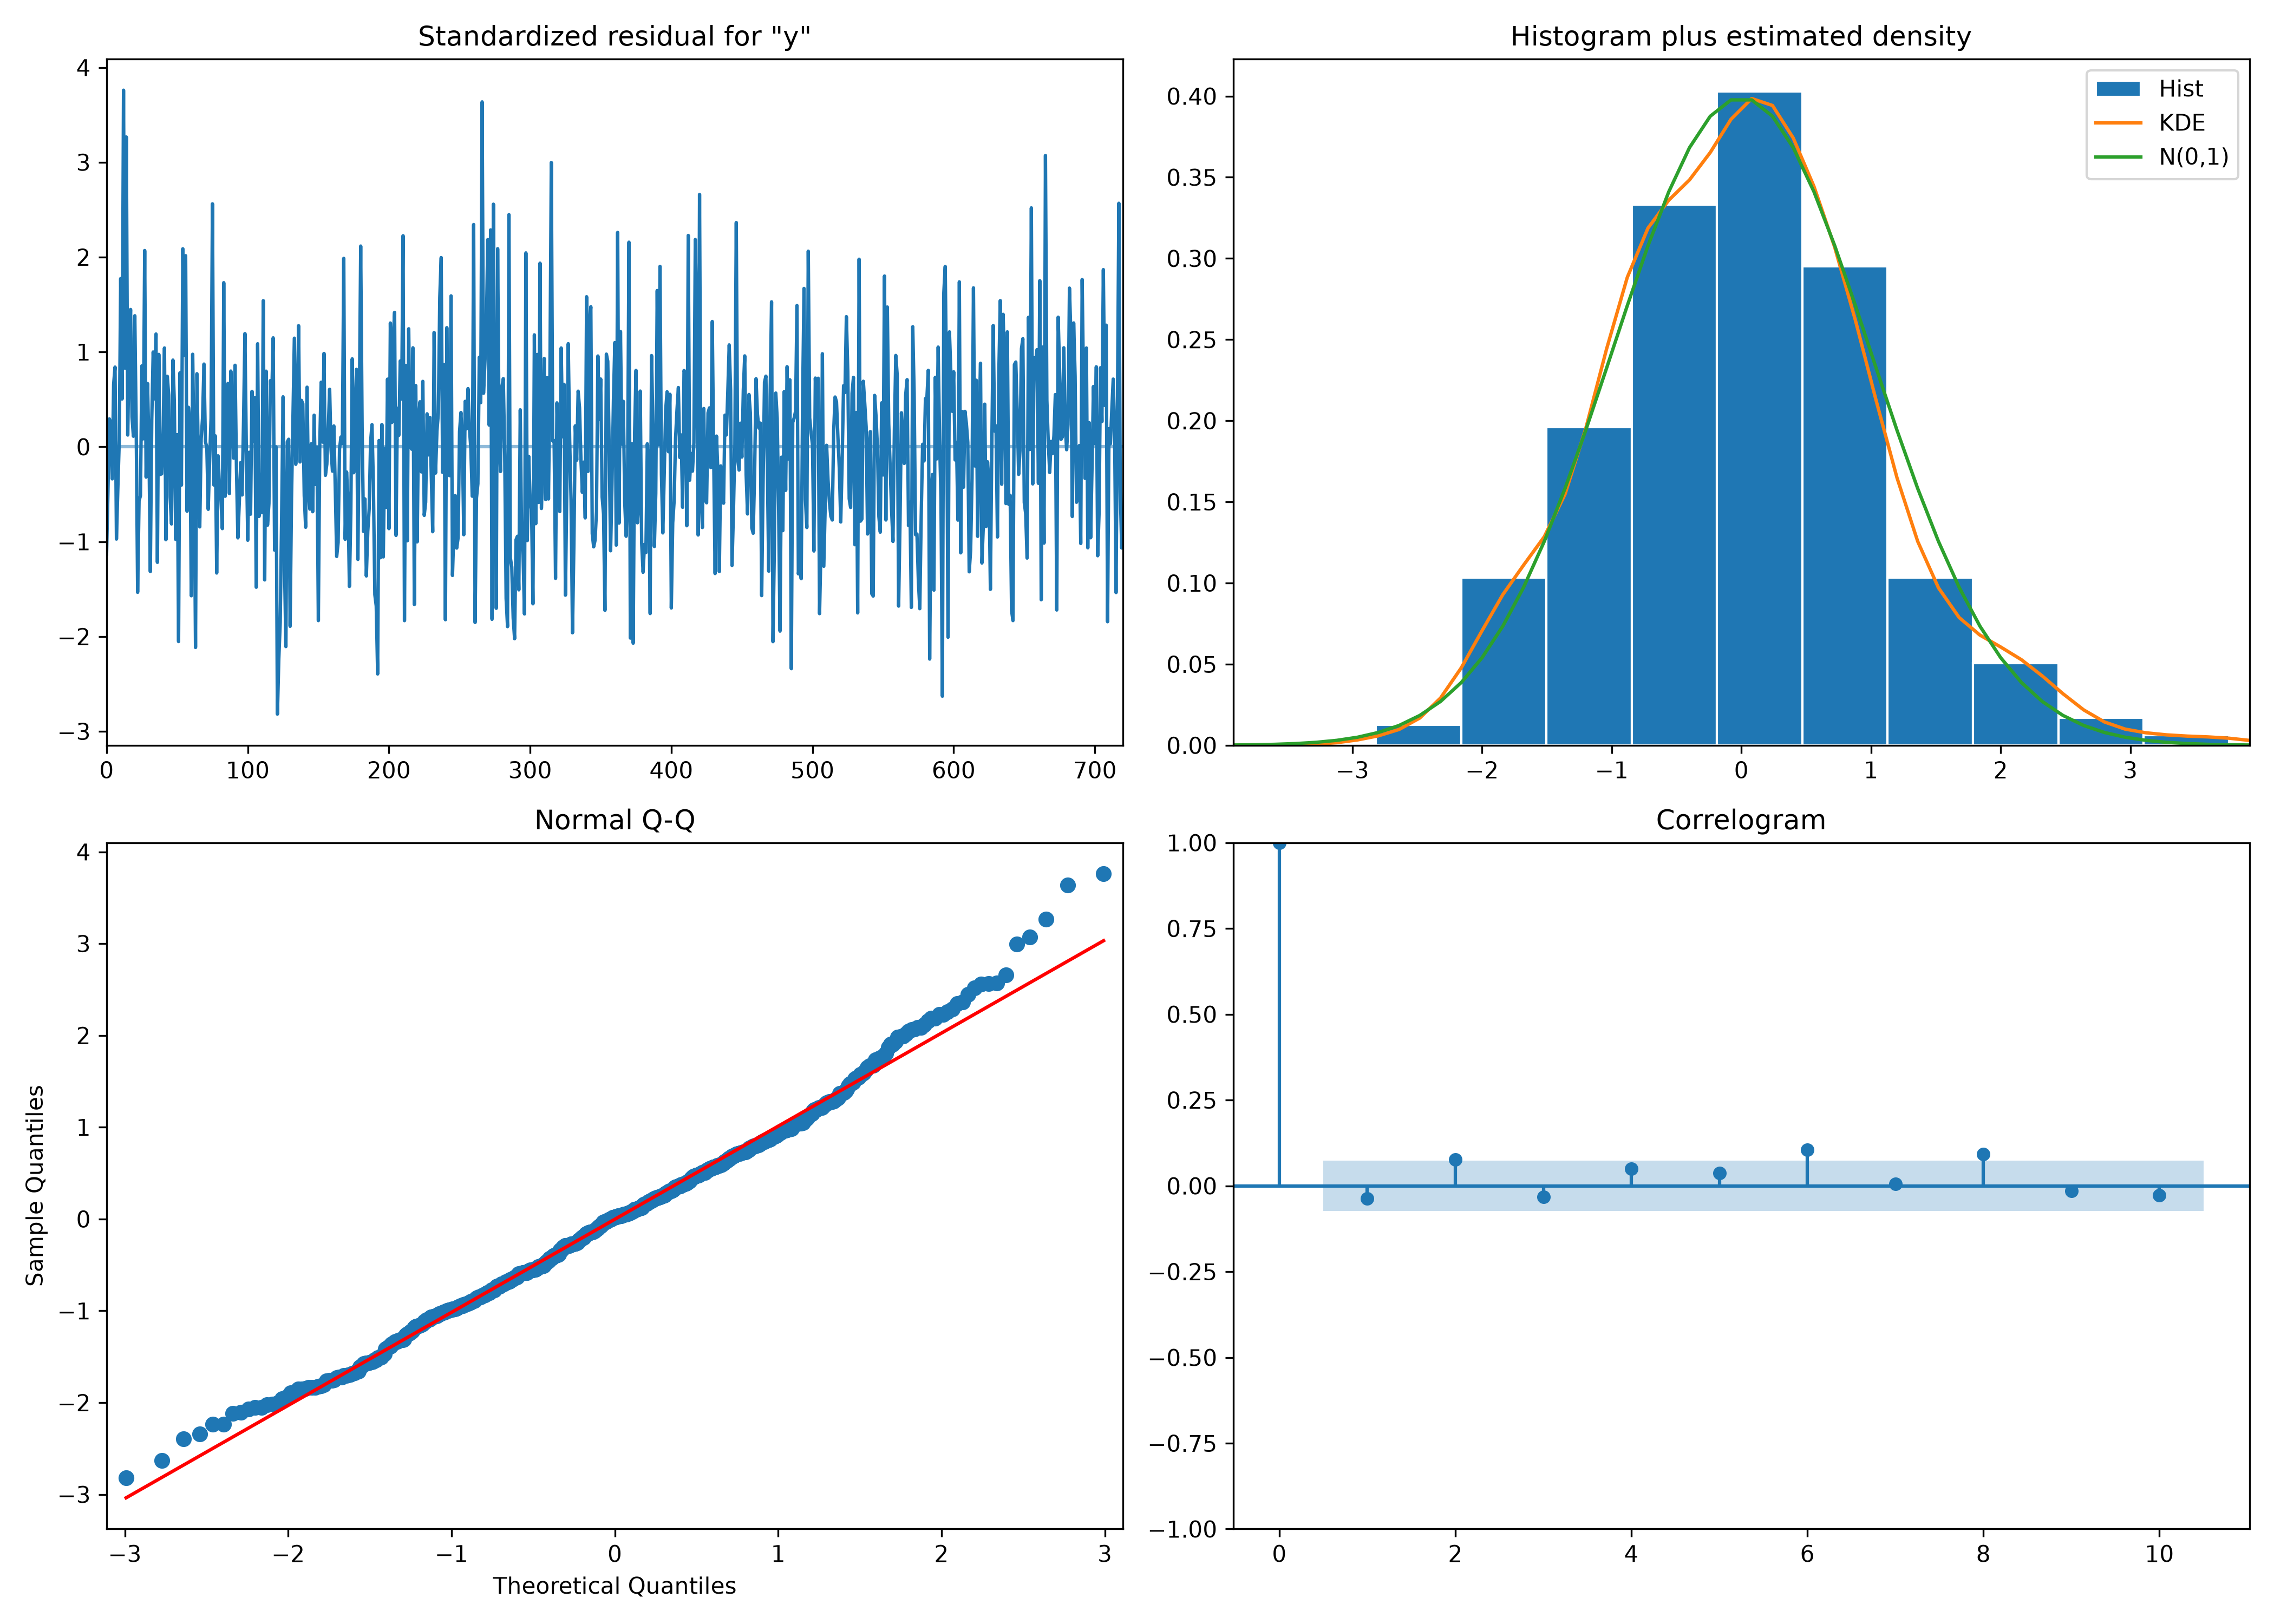 Standardized residual for "y"
4
3
2
1
0
−1
−2
−3
0 100 200 300 400 500 600 700
Histogram plus estimated density
Hist
KDE
N(0,1)
0.40
0.35
0.30
0.25
0.20
0.15
0.10
0.05
0.00
−3 −2 −1 0 1 2 3
Normal Q-Q
Sample Quantiles
4
3
2
1
0
−1
−2
−3
−3 −2 −1 0 1 2 3
Theoretical Quantiles
Correlogram
1.00
0.75
0.50
0.25
0.00
−0.25
−0.50
−0.75
−1.00
0 2 4 6 8 10